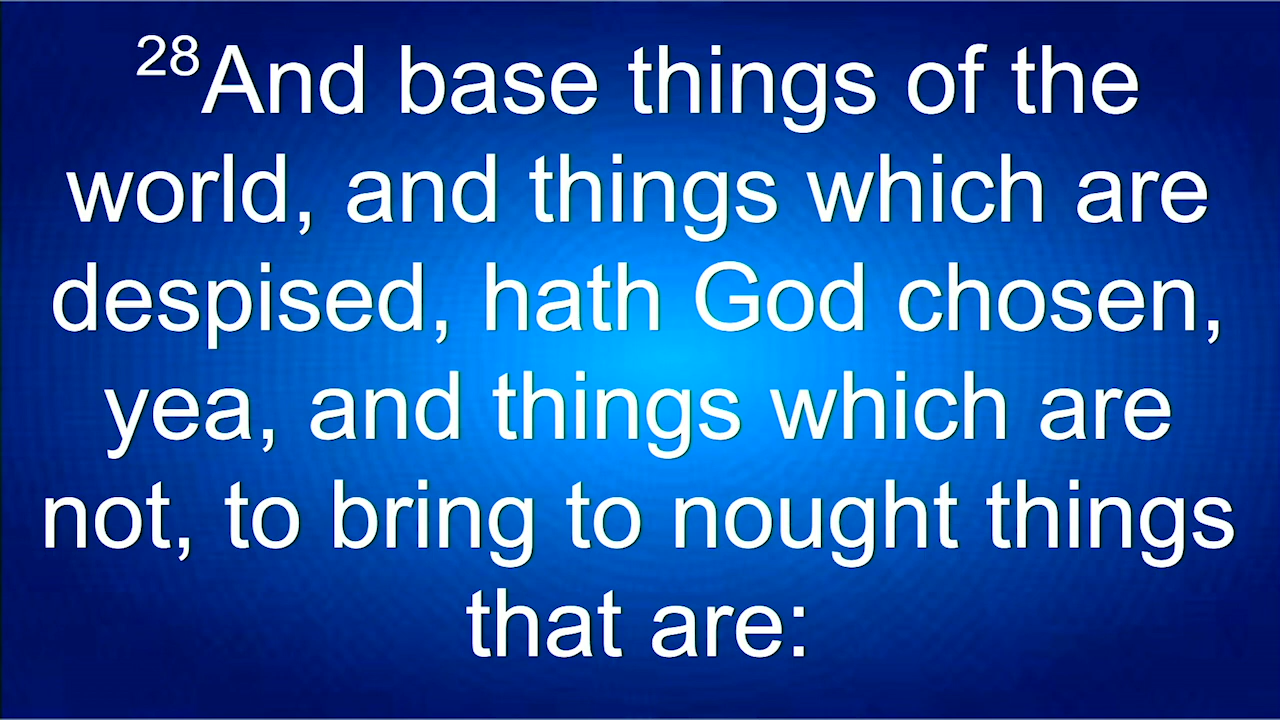 28And base things of the
world, and things which are
despised, hath God chosen,
yea, and things which are
not, to bring to nought things
that are: